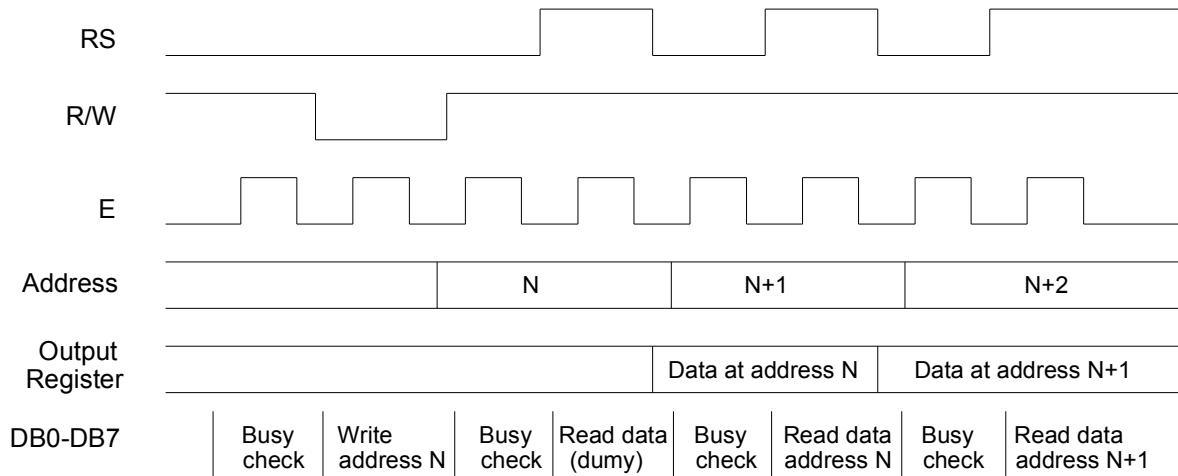 RS
R/W
E
Address
N
N+1
N+2
Output
Register
Data at address N
Data at address N+1
DB0-DB7
Busy
check
Write
address N
Busy
check
Read data
(dumy)
Busy
check
Read data
address N
Busy
check
Read data
address N+1